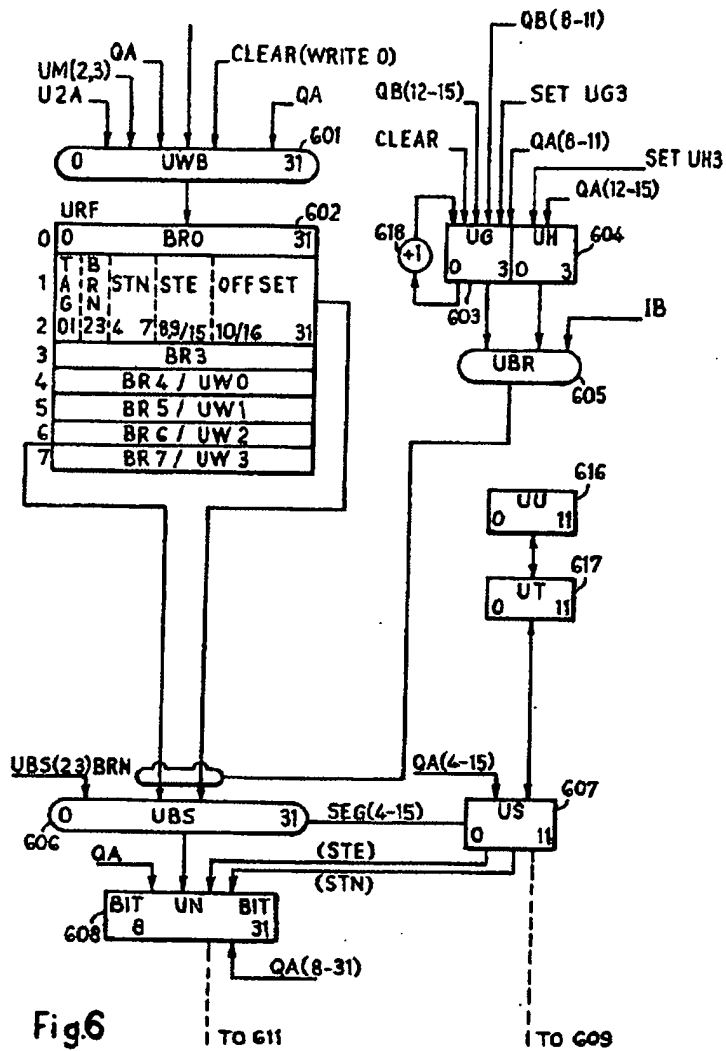 QB(8-11)
QA
CLEAR(WRITE 0)
UM(2,3)
U2A
QA
QB(12-15)
SET UG3
601
CLEAR
QA(8-11)
SET UH3
0 UWB 31
QA(12-15)
URF
602
618
+1
UG UH
604
0 0 BR0 31
0 3 0 3
603
1 TAG BRN STN STE OFFSET
IB
2 01 23 4 7 8,9/15 10/16 31
UBR
605
3 BR3
4 BR4 / UW0
5 BR5 / UW1
6 BR6 / UW2
7 BR7 / UW3
616
UU
0 11
617
UT
0 11
UBS(23)BRN
QA(4-15)
607
0 UBS 31
SEG(4-15)
US
606
0 11
QA
(STE)
(STN)
BIT UN BIT
8 31
608
QA(8-31)
Fig.6
TO 611
TO 609